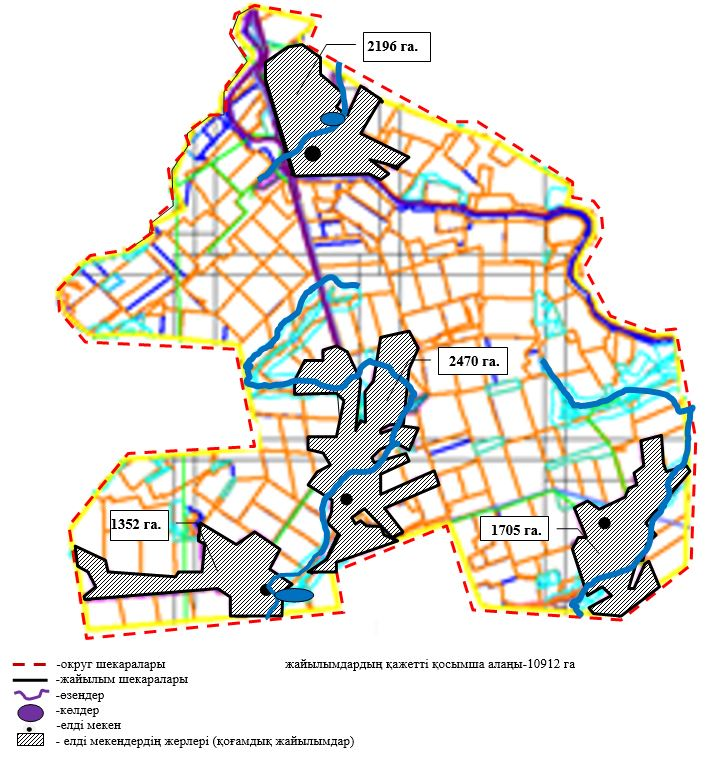 2196 га.
2470 га.
1352 га.
1705 га.
-округ шекаралары
жайылымдардың қажетті қосымша алаңы-10912 га
-жайылым шекаралары
-өзендер
-көлдер
-елді мекен
- елді мекендердің жерлері (қоғамдық жайылымдар)